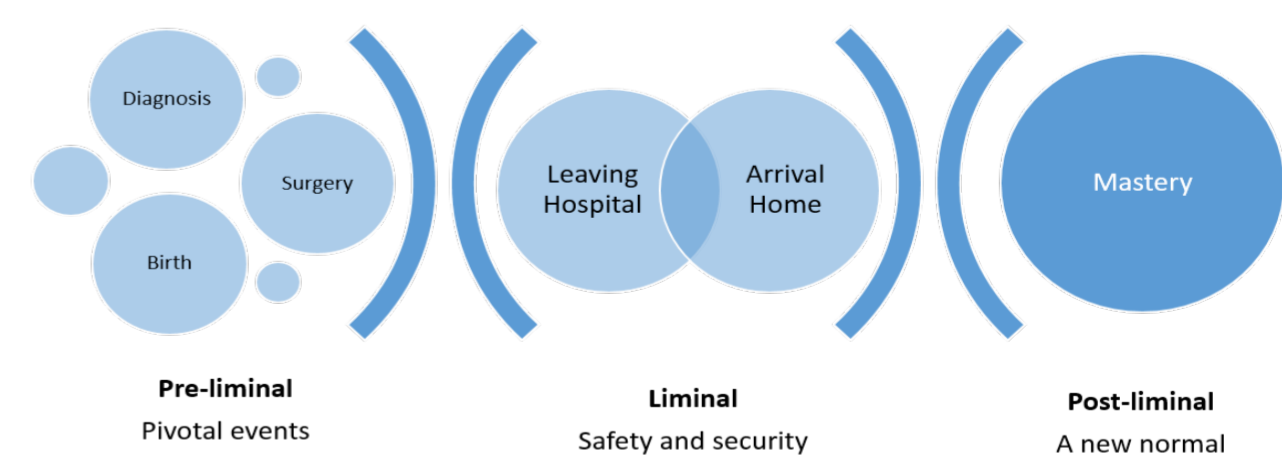 Diagnosis
Surgery
Birth
Leaving
Hospital
Arrival
Home
Mastery
Pre-liminal
Pivotal events
Liminal
Safety and security
Post-liminal
A new normal